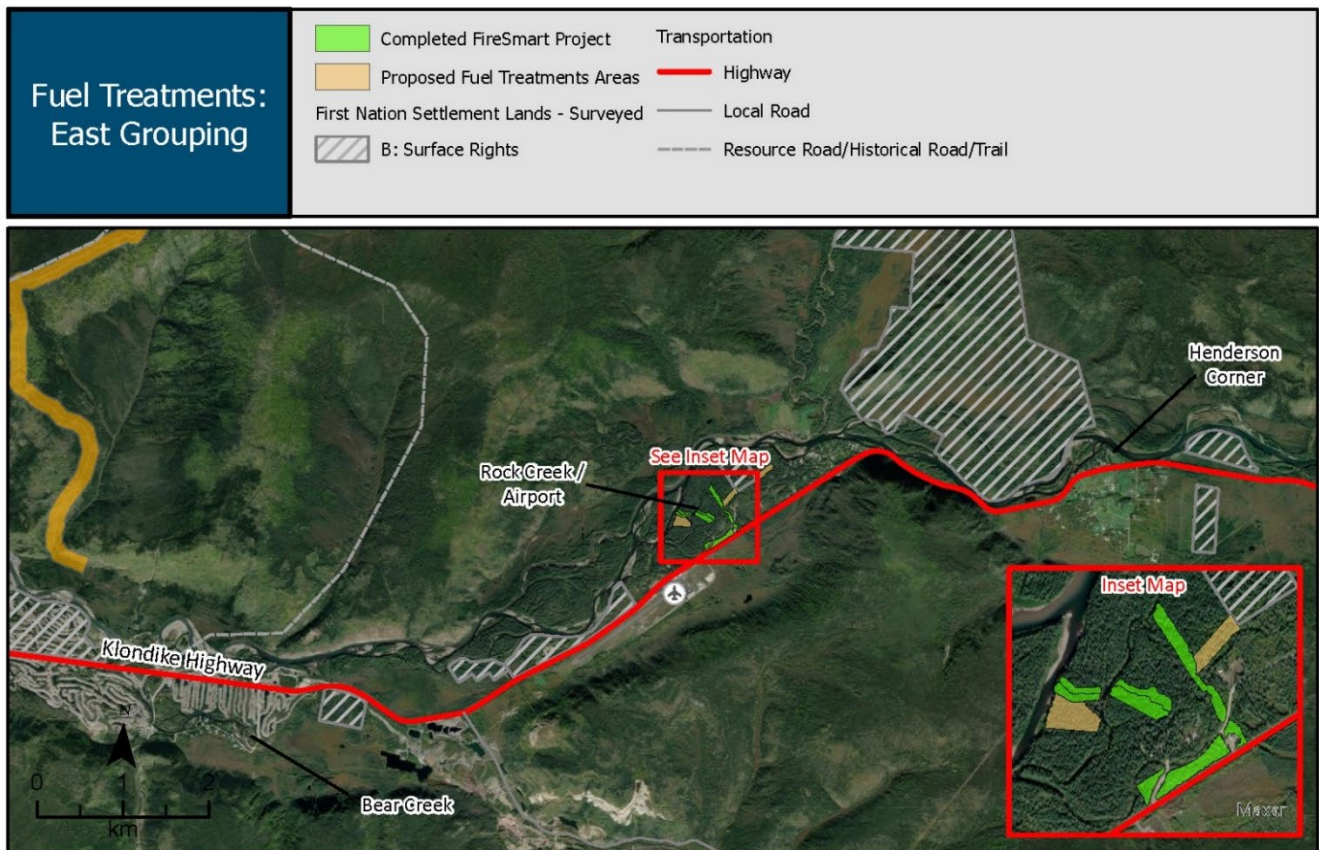 Fuel Treatments:
East Grouping
Completed FireSmart Project
Proposed Fuel Treatments Areas
First Nation Settlement Lands - Surveyed
B: Surface Rights
Transportation
Highway
Local Road
Resource Road/Historical Road/Trail
Henderson
Corner
See Inset Map
Rock Creek /
Airport
Inset Map
Klondike Highway
N
0 1 2
km
Bear Creek
Maxar